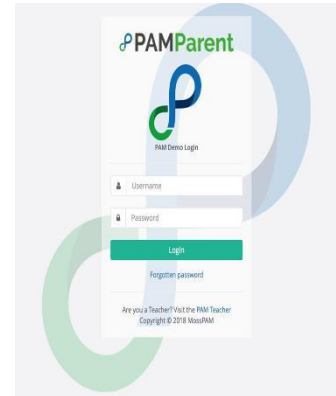 PAMParent
PAM Demo Login
Username
Password
Login
Forgotten password
Are you a Teacher? Visit the PAM Teacher
Copyright © 2018 MossPAM